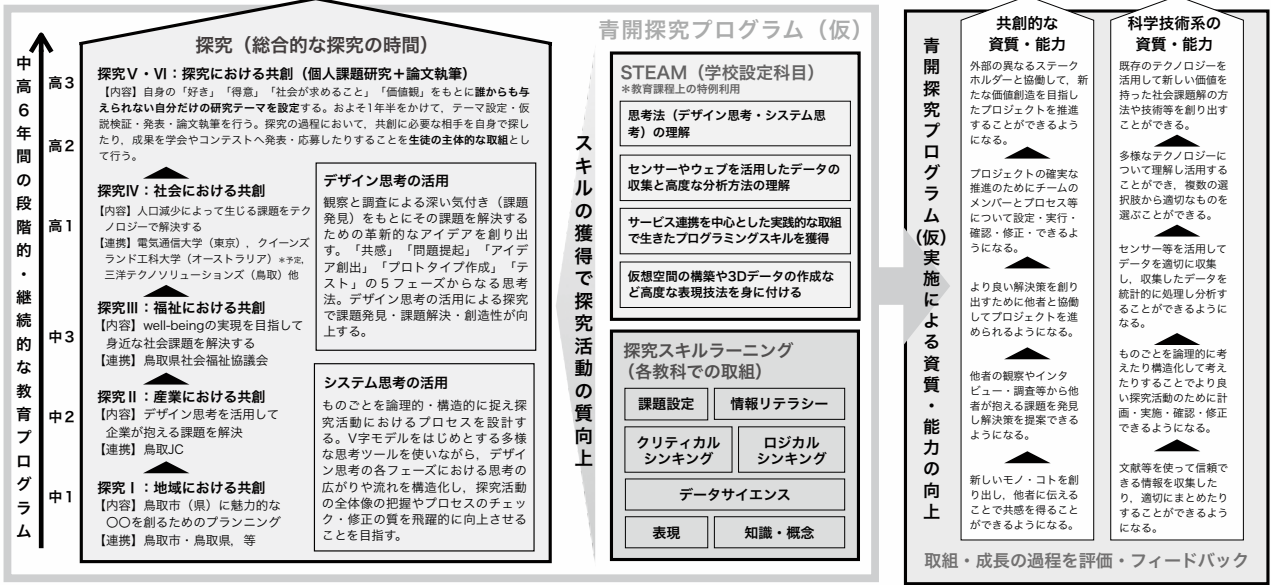 青開探究プログラム（仮）
中高6年間の段階的・継続的な教育プログラム
高3
高2
高1
中3
中2
中1
探究（総合的な探究の時間）
探究Ⅴ・Ⅵ：探究における共創（個人課題研究＋論文執筆）
【内容】自身の「好き」「得意」「社会が求めること」「価値観」をもとに誰からも与
えられない自分だけの研究テーマを設定する。およそ1年半をかけて，テーマ設定・仮
説検証・発表・論文執筆を行う。探究の過程において，共創に必要な相手を自身で探し
たり，成果を学会やコンテストへ発表・応募したりすることを生徒の主体的な取組とし
て行う。
探究Ⅳ：社会における共創
【内容】人口減少によって生じる課題をテク
ノロジーで解決する
【連携】電気通信大学（東京），クイーンズ
ランド工科大学（オーストラリア）＊予定，
三洋テクノソリューションズ（鳥取）他
探究Ⅲ：福祉における共創
【内容】well-beingの実現を目指して
身近な社会課題を解決する
【連携】鳥取県社会福祉協議会
探究Ⅱ：産業における共創
【内容】デザイン思考を活用して
企業が抱える課題を解決
【連携】鳥取JC
探究Ⅰ：地域における共創
【内容】鳥取市（県）に魅力的な
〇〇を創るためのプランニング
【連携】鳥取市・鳥取県，等
デザイン思考の活用
観察と調査による深い気付き（課題
発見）をもとにその課題を解決する
ための革新的なアイデアを創り出
す。「共感」「問題提起」「アイデ
ア創出」「プロトタイプ作成」「テ
スト」の５フェーズからなる思考
法。デザイン思考の活用による探究
で課題発見・課題解決・創造性が向
上する。
システム思考の活用
ものごとを論理的・構造的に捉え探
究活動におけるプロセスを設計す
る。V字モデルをはじめとする多様
な思考ツールを使いながら，デザイ
ン思考の各フェーズにおける思考の
広がりや流れを構造化し，探究活動
の全体像の把握やプロセスのチェッ
ク・修正の質を飛躍的に向上させる
ことを目指す。
スキルの獲得で探究活動の質向上
STEAM（学校設定科目）
＊教育課程上の特例利用
思考法（デザイン思考・システム思
考）の理解
センサーやウェブを活用したデータの
収集と高度な分析方法の理解
サービス連携を中心とした実践的な取組
で生きたプログラミングスキルを獲得
仮想空間の構築や3Dデータの作成な
ど高度な表現技法を身に付ける
探究スキルラーニング
（各教科での取組）
課題設定
情報リテラシー
クリティカル
シンキング
ロジカル
シンキング
データサイエンス
表現
知識・概念
青開探究プログラム（仮）実施による資質・能力の向上
共創的な
資質・能力
外部の異なるステーク
ホルダーと協働して，新
たな価値創造を目指し
たプロジェクトを推進
することができるよう
になる。
プロジェクトの確実な
推進のためにチームの
メンバーとプロセス等
について設定・実行・
確認・修正・できるよ
うになる。
より良い解決策を創り
出すために他者と協働
してプロジェクトを進
められるようになる。
他者の観察やインタ
ビュー・調査等から他
者が抱える課題を発見
し解決策を提案できる
ようになる。
新しいモノ・コトを創
り出し，他者に伝える
ことで共感を得ること
ができるようになる。
科学技術系の
資質・能力
既存のテクノロジーを
活用して新しい価値を
持った社会課題解の方
法や技術等を創り出す
ことができる。
多様なテクノロジーに
ついて理解し活用する
ことができ，複数の選
択肢から適切なものを
選ぶことができる。
センサー等を活用して
データを適切に収集
し，収集したデータを
統計的に処理し分析す
ることができるように
なる。
ものごとを論理的に考
えたり構造化して考え
たりすることでより良
い探究活動のために計
画・実施・確認・修正
できるようになる。
文献等を使って信頼で
きる情報を収集した
り，適切にまとめたり
することができるよう
になる。
取組・成長の過程を評価・フィードバック